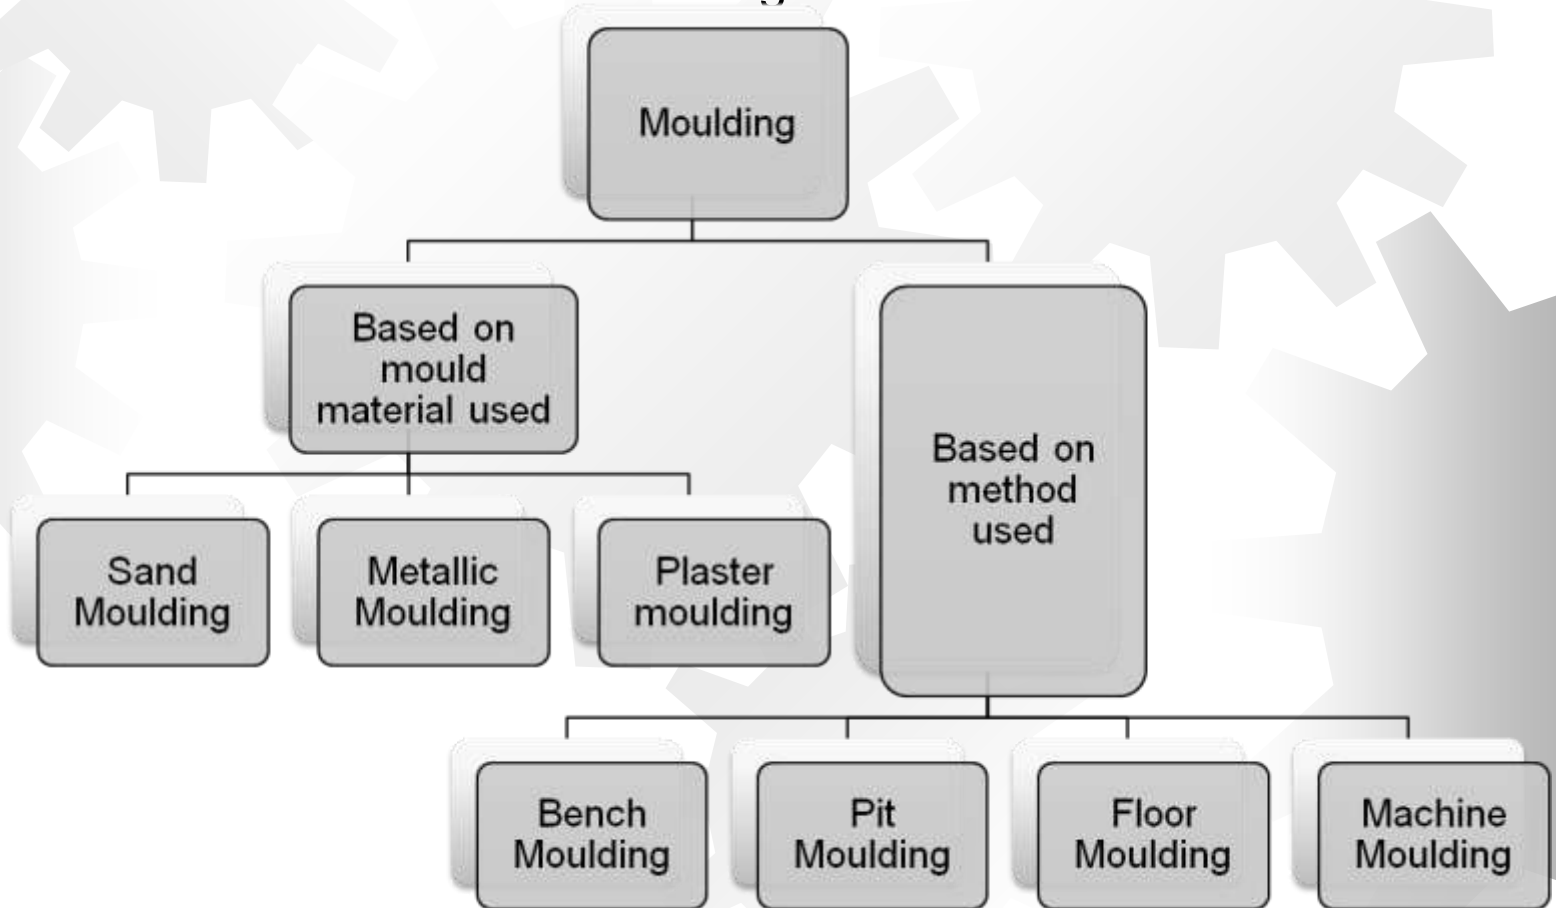 Moulding
Based on
mould
material used
Based on
method
used
Sand
Moulding
Metallic
Moulding
Plaster
moulding
Bench
Moulding
Pit
Moulding
Floor
Moulding
Machine
Moulding